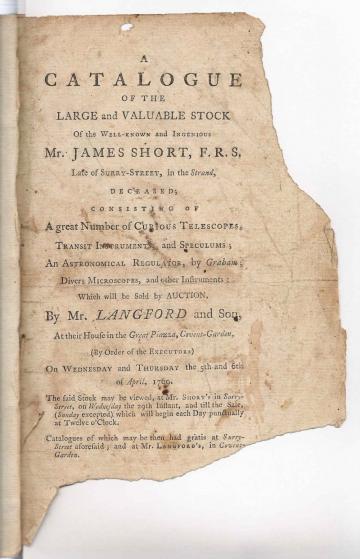 A
CATALOGUE
OF THE
LARGE and VALUABLE STOCK
Of the WELL-KNOWN and INGENIOUS
Mr. JAMES SHORT, F.R.S,
Late of SURRY-STREET, in the Strand,
DECEASED;
CONSISTING OF
A great Number of CURIOUS TELESCOPES,
TRANSIT INSTRUMENTS, and SPECULUMS;
An ASTRONOMICAL REGULATOR, by Graham;
Divers MICROSCOPES, and other Instruments:
Which will be Sold by AUCTION,
By Mr. LANGFORD and Son,
At their House in the Great Piazza, Covent-Garden,
(By Order of the EXECUTORS)
On WEDNESDAY and THURSDAY the 5th and 6th
of April, 1769.
The said Stock may be viewed, at Mr. SHORT's in Surry-
Street, on Wednesday the 29th Instant, and till the Sale,
(Sunday excepted) which will begin each Day punctually
at Twelve o'Clock.
Catalogues of which may be then had gratis at Surry-
Street aforesaid; and at Mr. LANGFORD's, in Covent-
Garden.